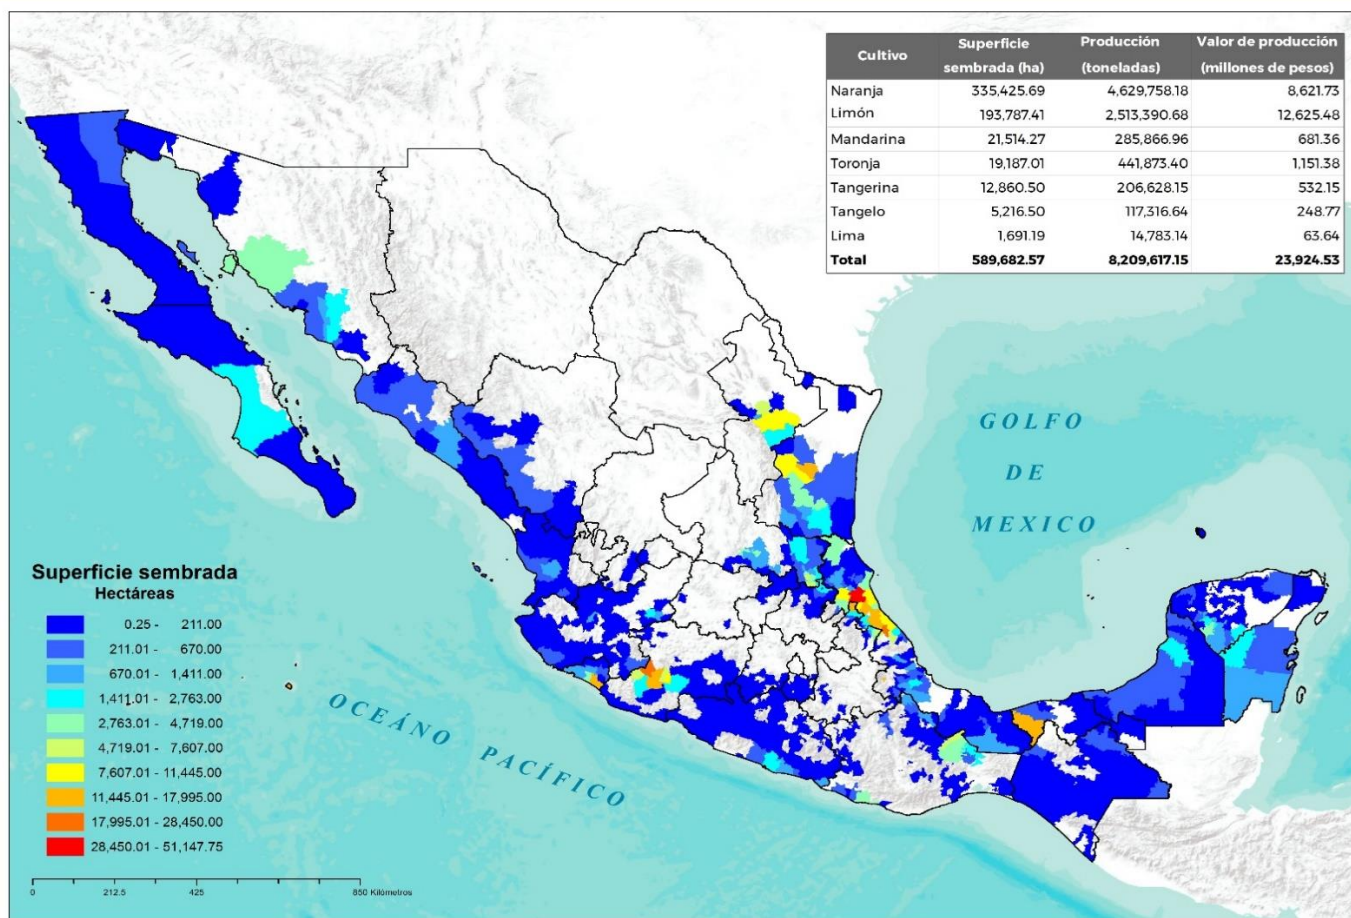 Cultivo Superficie sembrada (ha) Producción (toneladas) Valor de producción (millones de pesos)
Naranja 335,425.69 4,629,758.18 8,621.73
Limón 193,787.41 2,513,390.68 12,625.48
Mandarina 21,514.27 285,866.96 681.36
Toronja 19,187.01 441,873.40 1,151.38
Tangerina 12,860.50 206,628.15 532.15
Tangelo 5,216.50 117,316.64 248.77
Lima 1,691.19 14,783.14 63.64
Total 589,682.57 8,209,617.15 23,924.53
GOLFO
DE
MEXICO
OCEÁNO PACÍFICO
Superficie sembrada
Hectáreas
0.25 - 211.00
211.01 - 670.00
670.01 - 1,411.00
1,411.01 - 2,763.00
2,763.01 - 4,719.00
4,719.01 - 7,607.00
7,607.01 - 11,445.00
11,445.01 - 17,995.00
17,995.01 - 28,450.00
28,450.01 - 51,147.75
0 212.5 425 850 Kilómetros